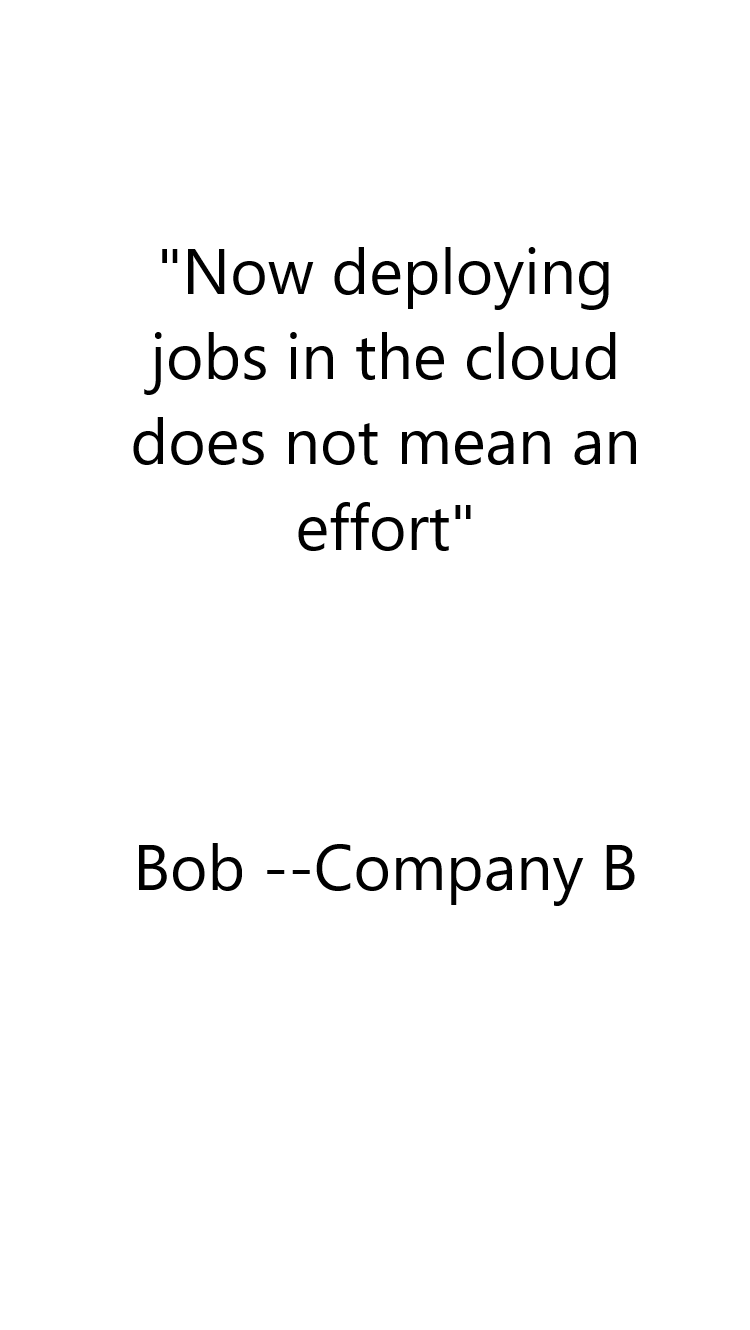 "Now deploying
jobs in the cloud
does not mean an
effort"
Bob --Company B